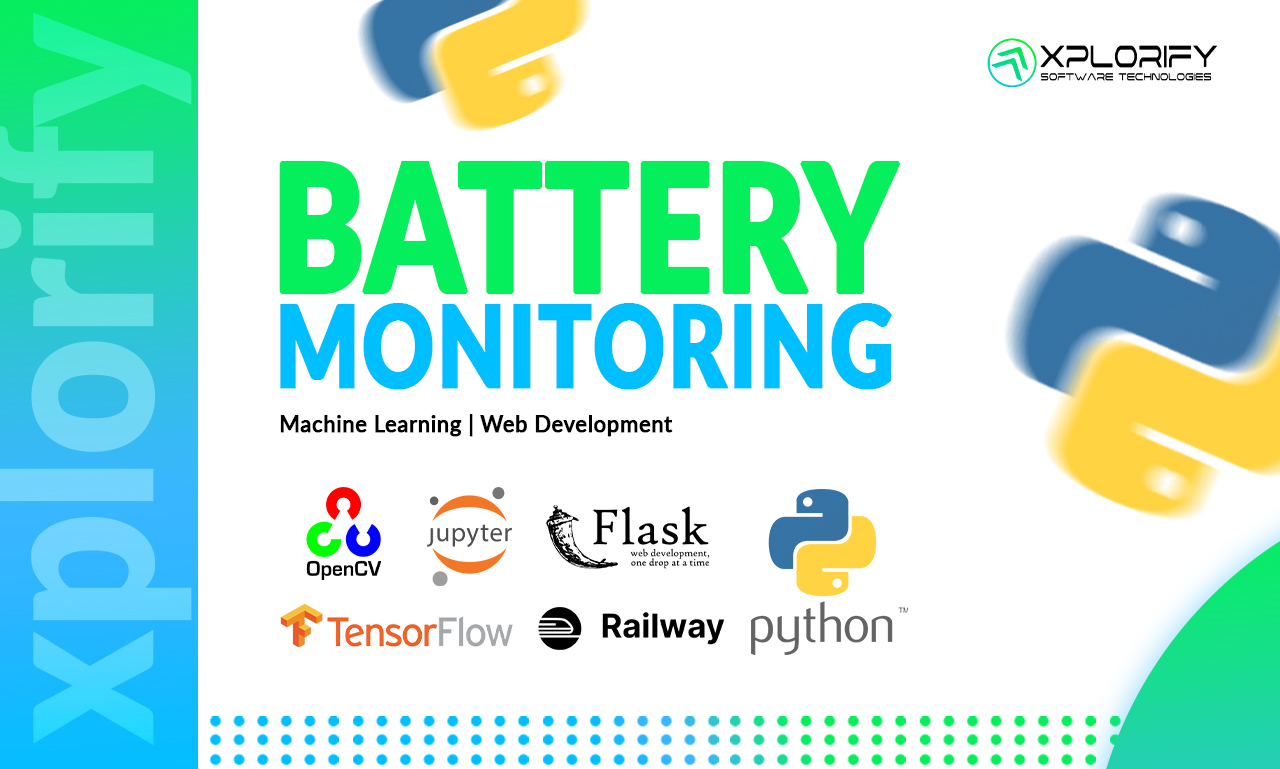 xplorify
XPLORIFY
SOFTWARE TECHNOLOGIES
BATTERY
MONITORING
Machine Learning | Web Development
OpenCV
jupyter
Flask
web development,
one drop at a time
TensorFlow
Railway
python™